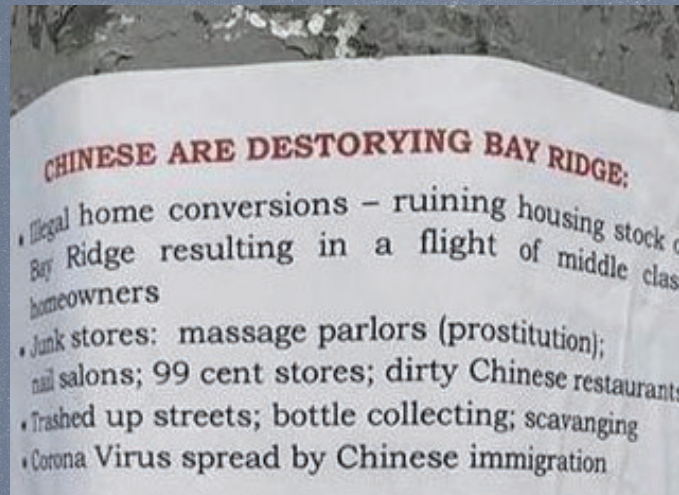 CHINESE ARE DESTORYING BAY RIDGE:
• Illegal home conversions – ruining housing stock
Bay Ridge resulting in a flight of middle
homeowners
• Junk stores: massage parlors (prostitution);
nail salons; 99 cent stores; dirty Chinese restaurants
• Trashed up streets; bottle collecting; scavanging
• Corona Virus spread by Chinese immigration